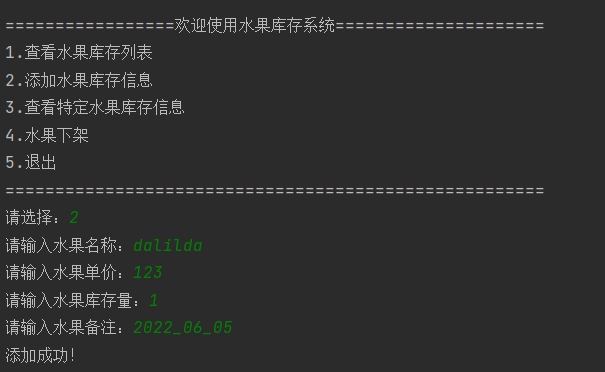 =================欢迎使用水果库存系统=====================
1.查看水果库存列表
2.添加水果库存信息
3.查看特定水果库存信息
4.水果下架
5.退出
======================================================
请选择：2
请输入水果名称：dalilda
请输入水果单价：123
请输入水果库存量：1
请输入水果备注：2022_06_05
添加成功！